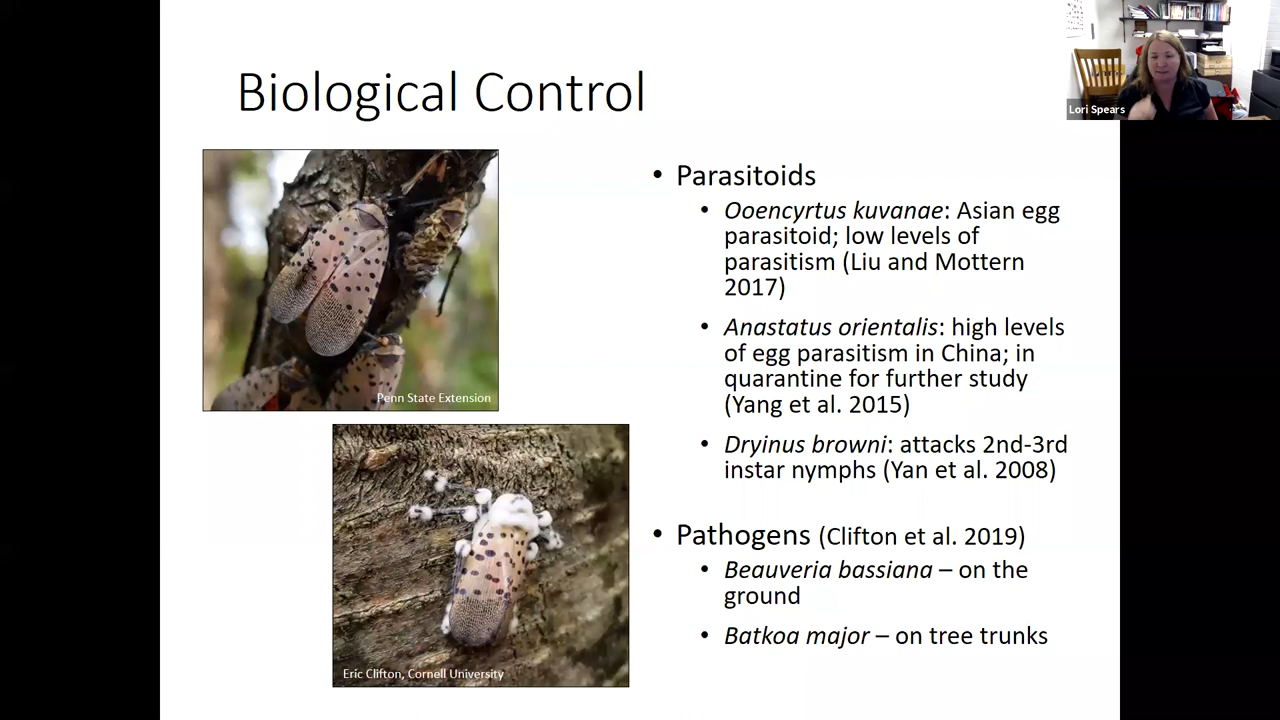 Biological Control
Lori Spears
• Parasitoids
• Ooencyrtus kuvanae: Asian egg
parasitoid; low levels of
parasitism (Liu and Mottern
2017)
• Anastatus orientalis: high levels
of egg parasitism in China; in
quarantine for further study
(Yang et al. 2015)
• Dryinus browni: attacks 2nd-3rd
instar nymphs (Yan et al. 2008)
Penn State Extension
• Pathogens (Clifton et al. 2019)
• Beauveria bassiana – on the
ground
• Batkoa major – on tree trunks
Eric Clifton, Cornell University